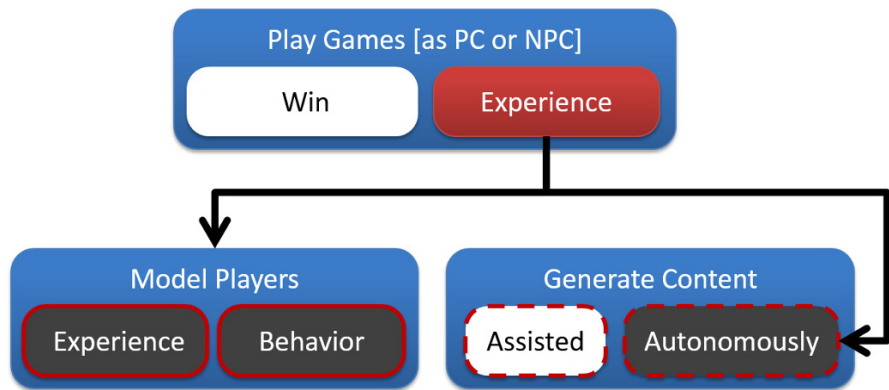 Play Games [as PC or NPC]
Win
Experience
Model Players
Experience
Behavior
Generate Content
Assisted
Autonomously